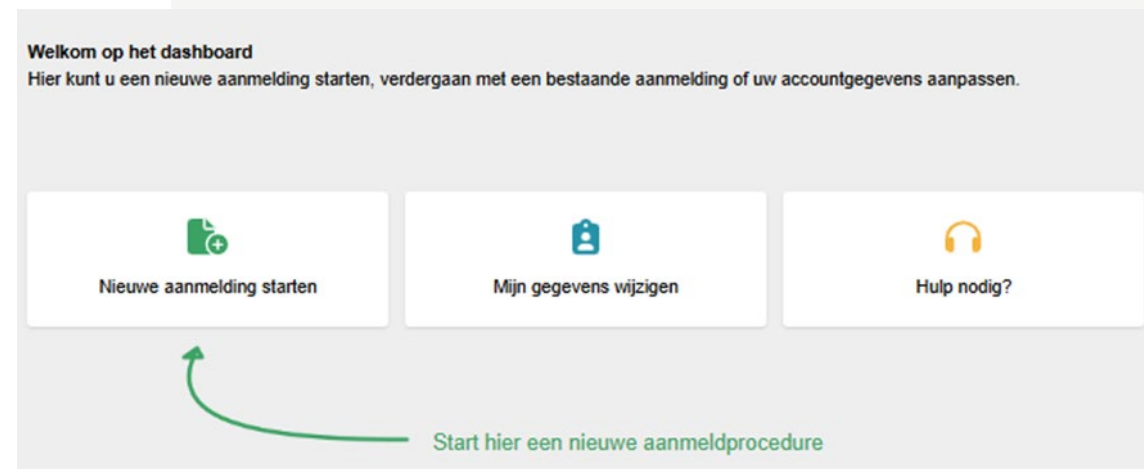 Welkom op het dashboard
Hier kunt u een nieuwe aanmelding starten, verdergaan met een bestaande aanmelding of uw accountgegevens aanpassen.
Nieuwe aanmelding starten
Mijn gegevens wijzigen
Hulp nodig?
Start hier een nieuwe aanmeldprocedure